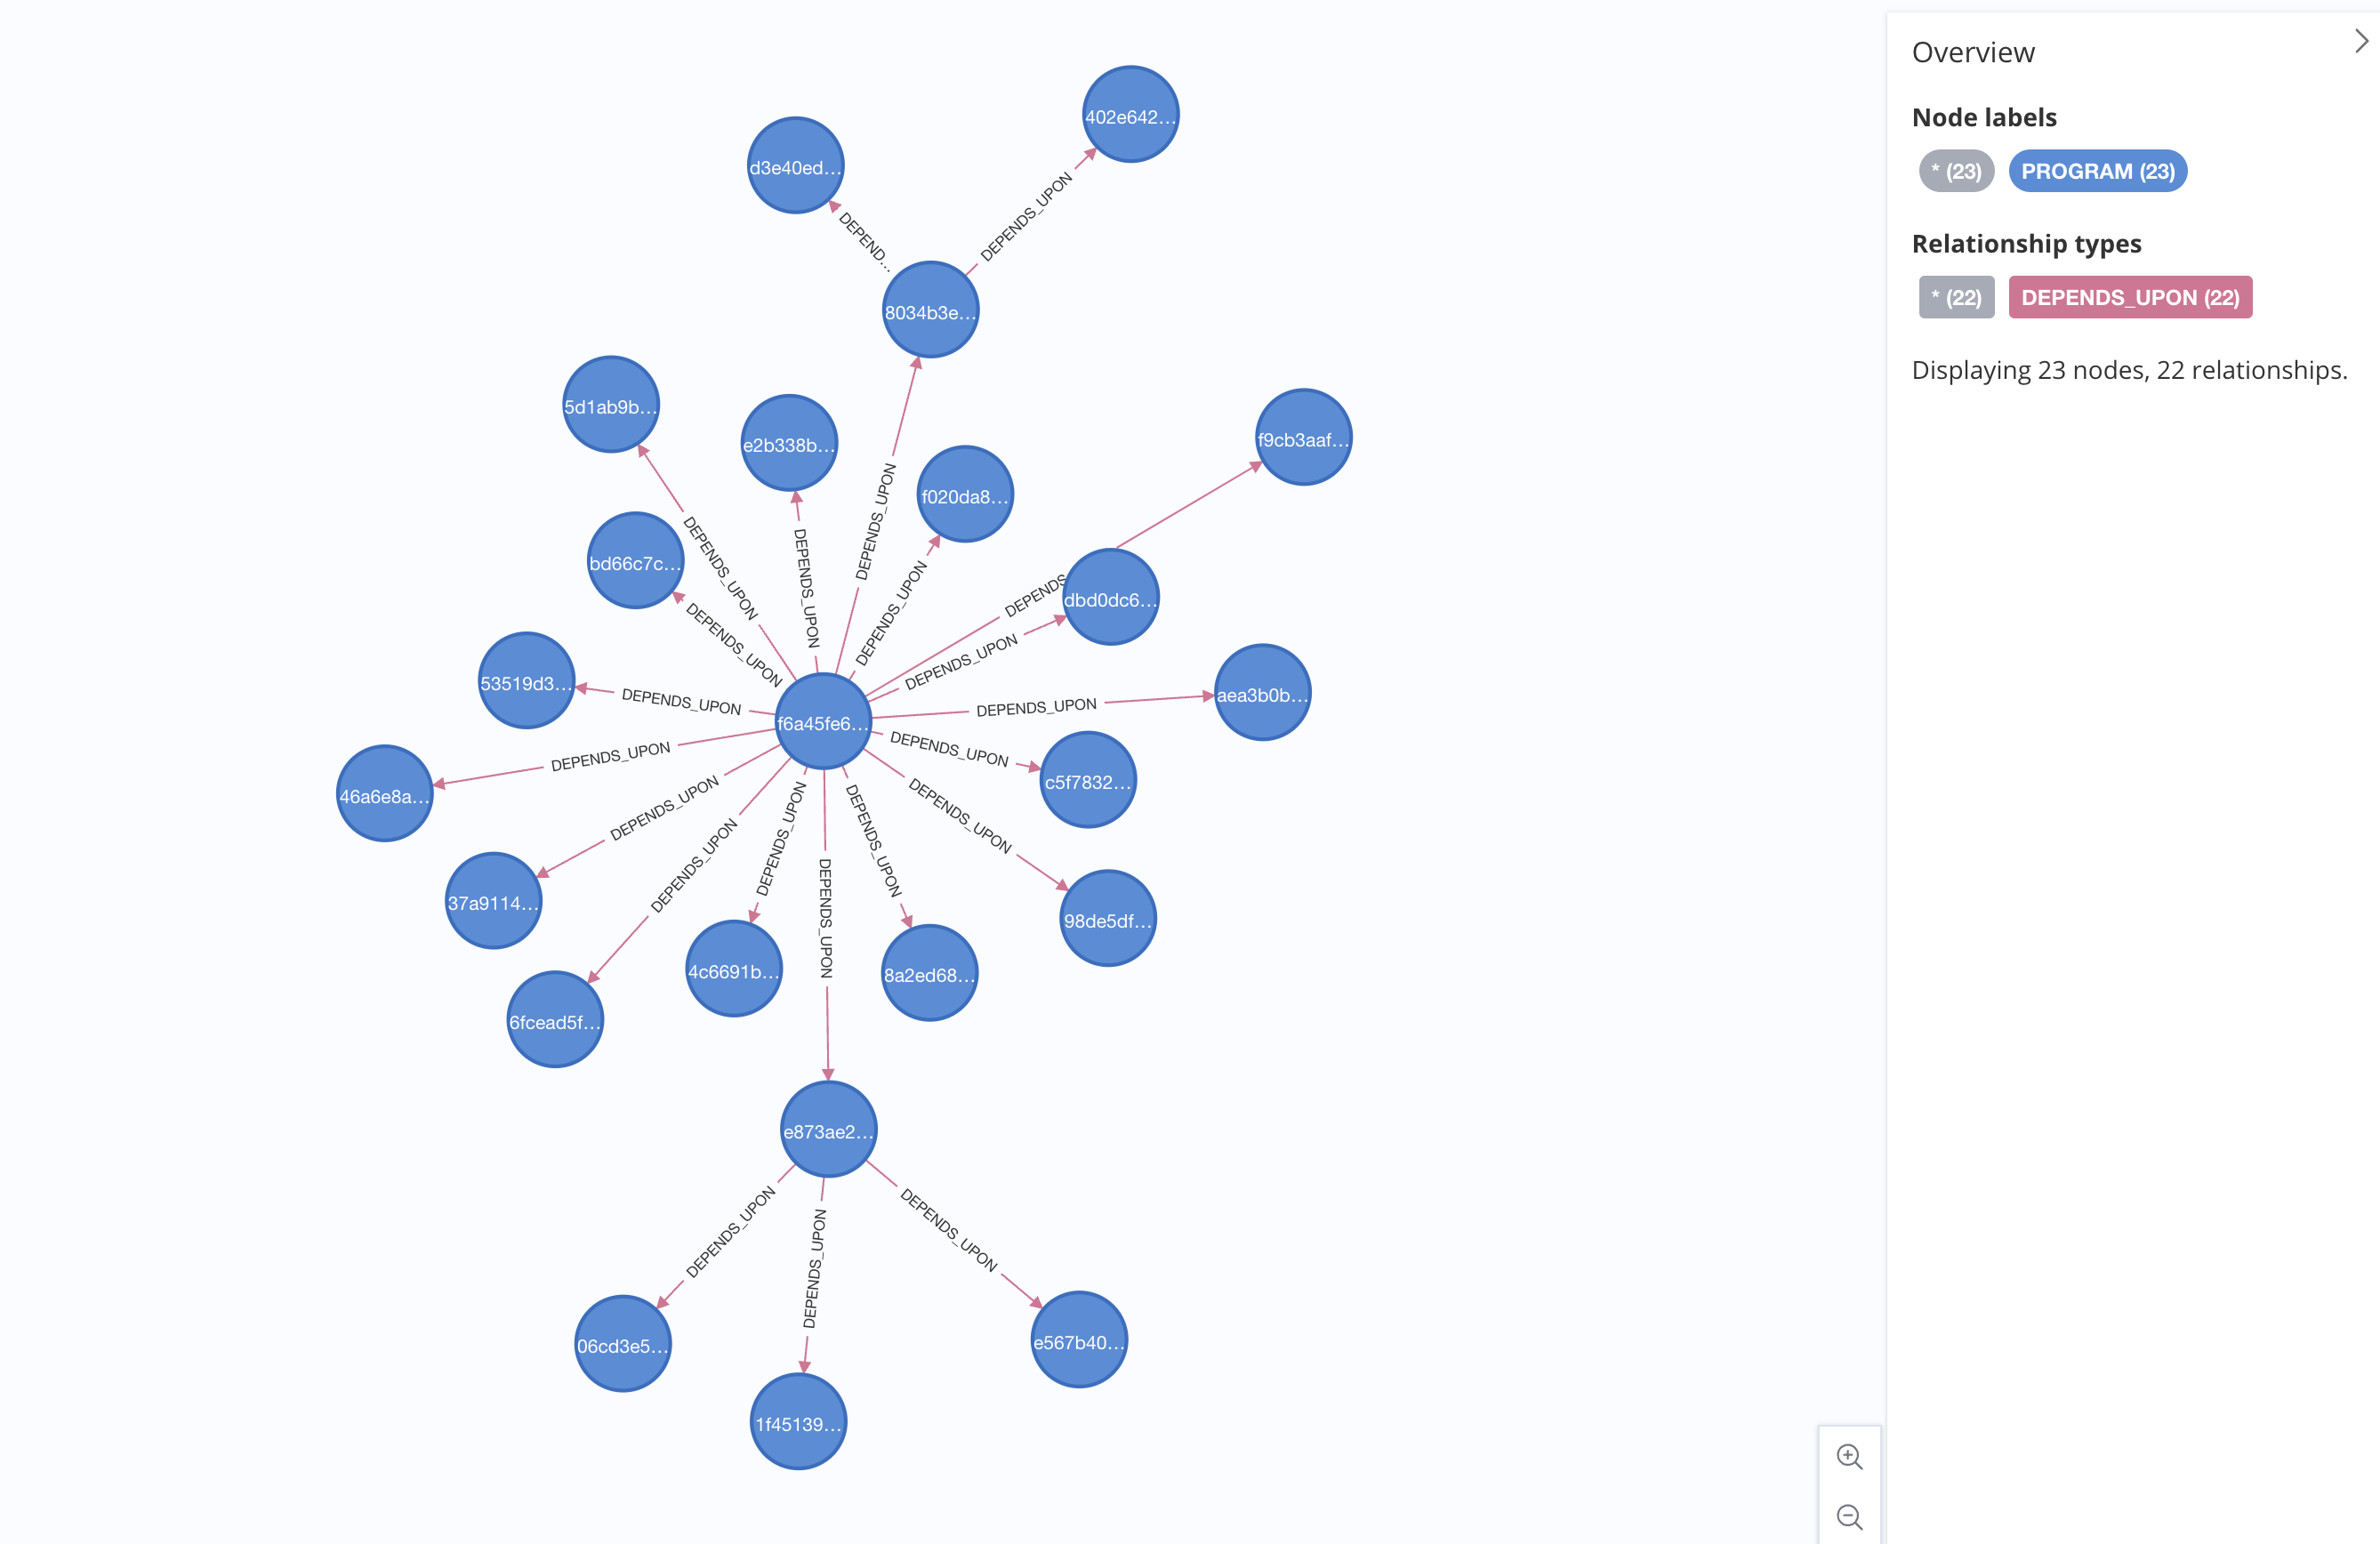 Overview
Node labels
* (23) PROGRAM (23)
Relationship types
* (22) DEPENDS_UPON (22)
Displaying 23 nodes, 22 relationships.
402e642…
d3e40ed…
DEPENDS_UPON
DEPEND…
8034b3e…
5d1ab9b…
f9cb3aaf…
e2b338b…
f020da8…
DEPENDS_UPON
bd66c7c…
DEPENDS_UPON
DEPENDS_UPON
DEPENDS_UPON
DEPENDS
dbd0dc6…
DEPENDS_UPON
DEPENDS_UPON
53519d3…
DEPENDS_UPON
aea3b0b…
DEPENDS_UPON
f6a45fe6…
DEPENDS_UPON
DEPENDS_UPON
c5f7832…
46a6e8a…
DEPENDS_UPON
DEPENDS_UPON
DEPENDS_UPON
DEPENDS_UPON
DEPENDS_UPON
DEPENDS_UPON
37a9114…
DEPENDS_UPON
98de5df…
4c6691b…
8a2ed68…
6fcead5f…
e873ae2…
DEPENDS_UPON
DEPENDS_UPON
DEPENDS_UPON
06cd3e5…
e567b40…
1f45139…